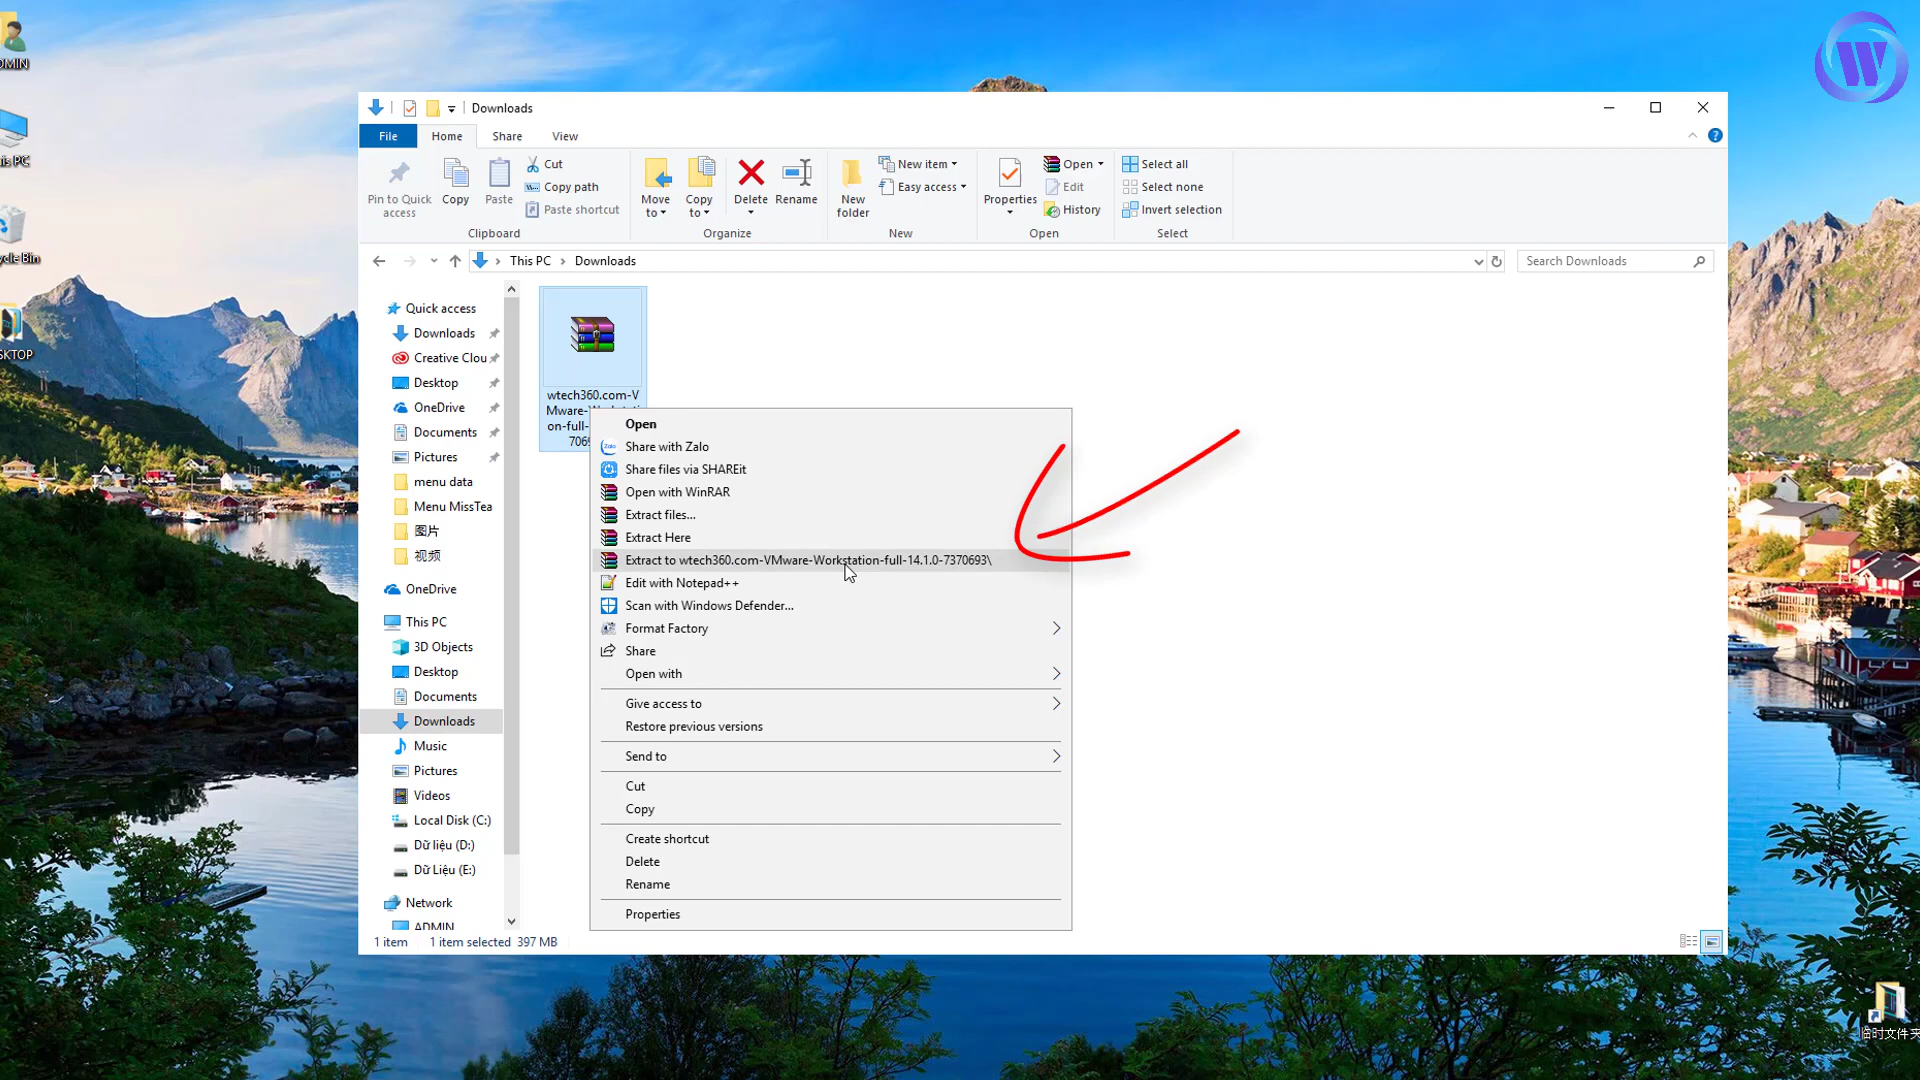 W
DMIN
is PC
ycle Bin
SKTOP
Downloads
File
Home
Share
View
Pin to Quick
access
Copy
Paste
Cut
Copy path
Paste shortcut
Clipboard
Move
to
Copy
to
Delete
Rename
Organize
New
folder
New item
Easy access
New
Properties
Open
Edit
History
Open
Select all
Select none
Invert selection
Select
This PC
Downloads
Search Downloads
Quick access
Downloads
Creative Clou
Desktop
OneDrive
Documents
Pictures
menu data
Menu MissTea
图片
视频
OneDrive
This PC
3D Objects
Desktop
Documents
Downloads
Music
Pictures
Videos
Local Disk (C:)
Dữ liệu (D:)
Dữ Liệu (E:)
Network
ADMIN
wtech360.com-V
Mware-Workstati
on-full-
706
Open
Share with Zalo
Share files via SHAREit
Open with WinRAR
Extract files...
Extract Here
Extract to wtech360.com-VMware-Workstation-full-14.1.0-7370693\
Edit with Notepad++
Scan with Windows Defender...
Format Factory
Share
Open with
Give access to
Restore previous versions
Send to
Cut
Copy
Create shortcut
Delete
Rename
Properties
1 item
1 item selected 397 MB
临时文件夹